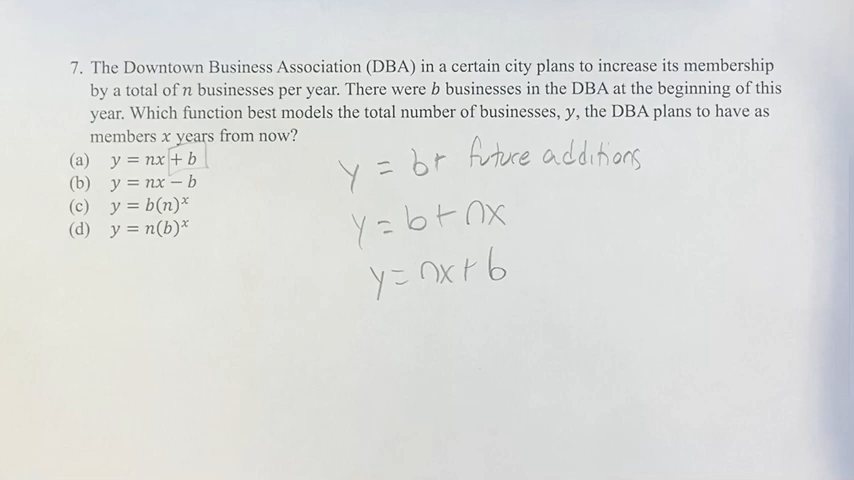 7. The Downtown Business Association (DBA) in a certain city plans to increase its membership
by a total of n businesses per year. There were b businesses in the DBA at the beginning of this
year. Which function best models the total number of businesses, y, the DBA plans to have as
members x years from now?
(a) y = nx + b
(b) y = nx − b
(c) y = b(n)ˣ
(d) y = n(b)ˣ
y = b + future additions
y = b + nx
y = nx + b